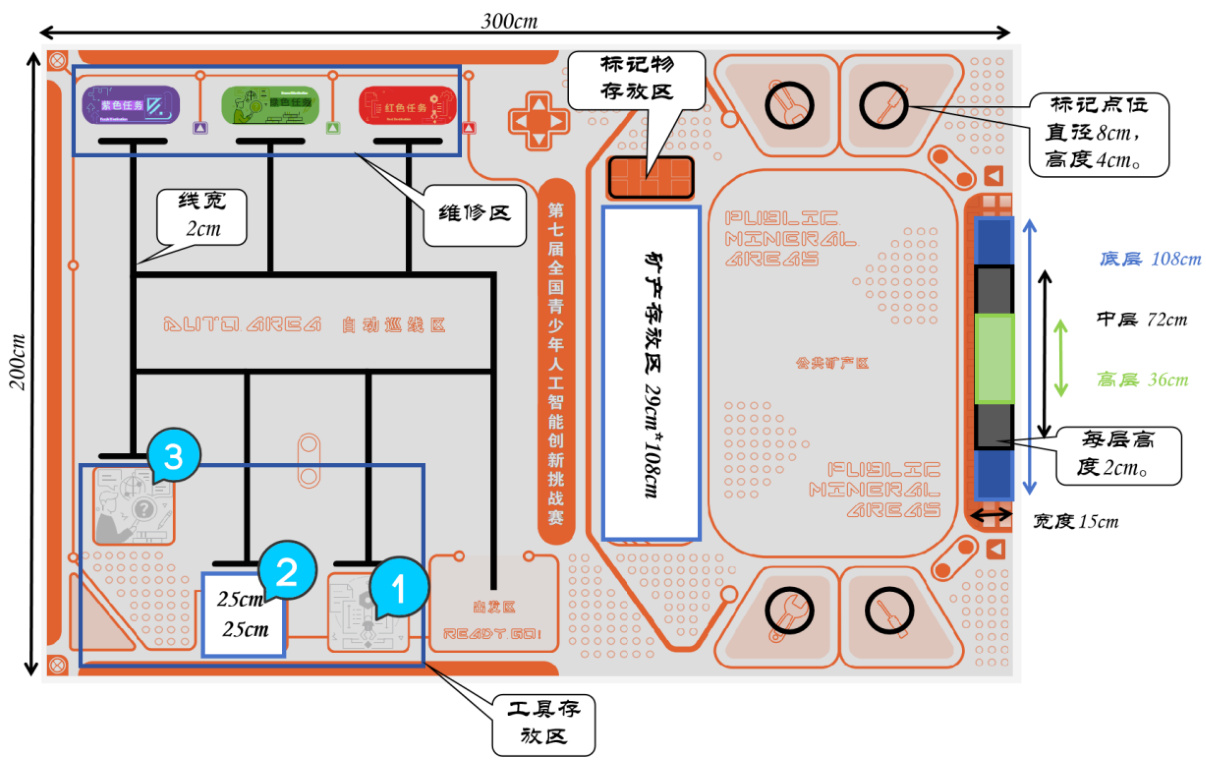 300cm
200cm
紫色任务
绿色任务
红色任务
标记物
存放区
标记点位
直径8cm,
高度4cm。
线宽
2cm
维修区
第七届全国青少年人工智能创新挑战赛
PUBLIC
MINERAL
AREAS
矿产存放区 29cm*108cm
底层 108cm
中层 72cm
高层 36cm
AUTO AREA 自动巡线区
公共矿产区
每层高
度2cm。
PUBLIC
MINERAL
AREAS
宽度15cm
3
2
1
25cm
25cm
出发区
READY GO!
工具存
放区